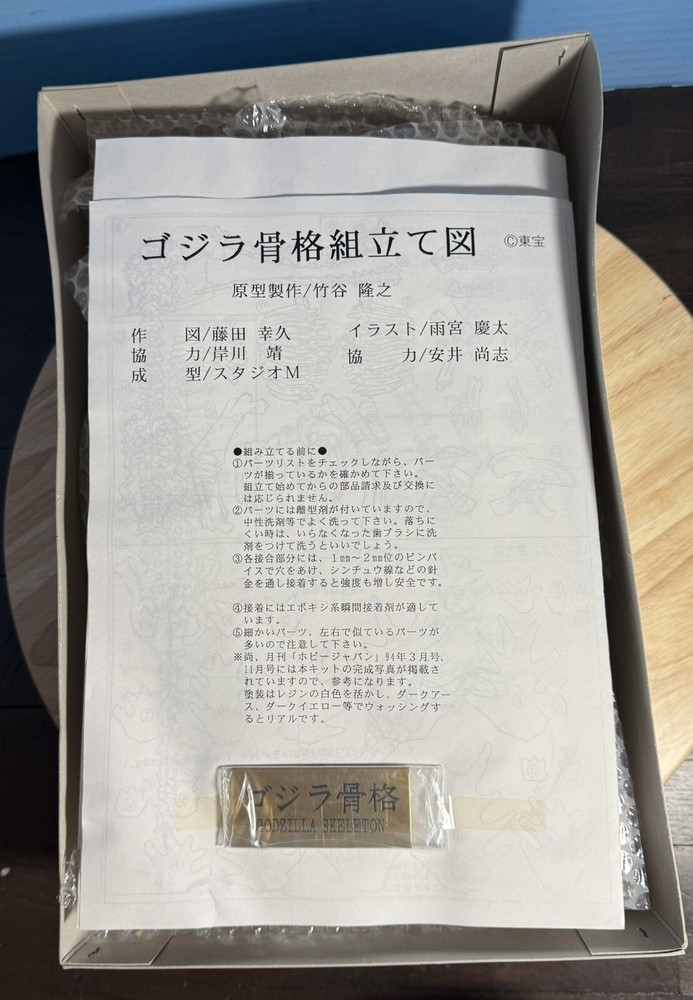 ゴジラ骨格組立て図 ©東宝
原型製作/竹谷 隆之
作　図/藤田 幸久
イラスト/雨宮 慶太
協　力/岸川 靖
協　力/安井 尚志
成　型/スタジオM
●組み立てる前に●
①パーツリストをチェックしながら、パー
ツが揃っているかを確かめて下さい。
組立て始めてからの部品請求及び交換に
は応じられません。
②パーツには離型剤が付いていますので、
中性洗剤等でよく洗って下さい。落ちに
くい時は、いらなくなった歯ブラシに洗
剤をつけて洗うといいでしょう。
③各接合部分には、1㎜～2㎜位のピンバ
イスで穴をあけ、シンチュウ線などの針
金を通し接着すると強度も増し安全です。
④接着にはエポキシ系瞬間接着剤が適して
います。
⑤細かいパーツ、左右で似ているパーツが
多いので注意して下さい。
※尚、月刊「ホビージャパン」94年3月号、
11月号には本キットの完成写真が掲載さ
れていますので、参考になります。
塗装はレジンの白色を活かし、ダークアー
ス、ダークイエロー等でウォッシングす
るとリアルです。
ゴジラ骨格
GODZILLA SKELETON